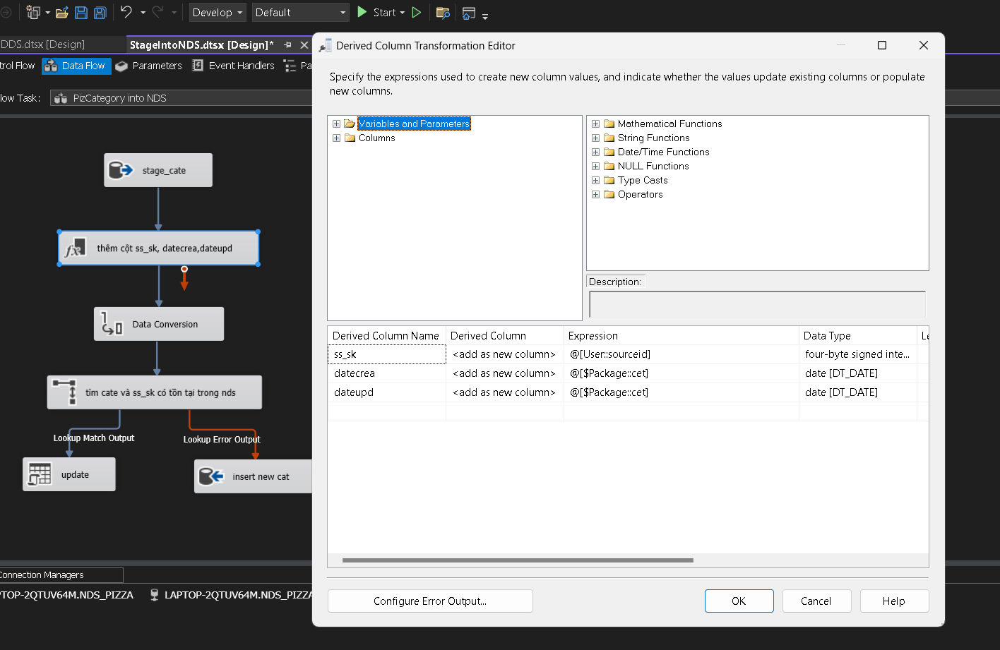 Develop
Default
Start
DDS.dtsx [Design]
StageIntoNDS.dtsx [Design]*
trol Flow
Data Flow
Parameters
Event Handlers
Pa
low Task:
PizCategory into NDS
stage_cate
thêm cột ss_sk, datecrea,dateupd
Data Conversion
tìm cate và ss_sk có tồn tại trong nds
Lookup Match Output
Lookup Error Output
update
insert new cat
Connection Managers
PTOP-2QTUV64M.NDS_PIZZA
LAPTOP-2QTUV64M.NDS_PIZZA
Derived Column Transformation Editor
Specify the expressions used to create new column values, and indicate whether the values update existing columns or populate
new columns.
Variables and Parameters
Columns
Mathematical Functions
String Functions
Date/Time Functions
NULL Functions
Type Casts
Operators
Description:
Derived Column Name Derived Column Expression Data Type Le
ss_sk <add as new column> @[User::sourceid] four-byte signed inte...
datecrea <add as new column> @[$Package::cet] date [DT_DATE]
dateupd <add as new column> @[$Package::cet] date [DT_DATE]
Configure Error Output...
OK
Cancel
Help